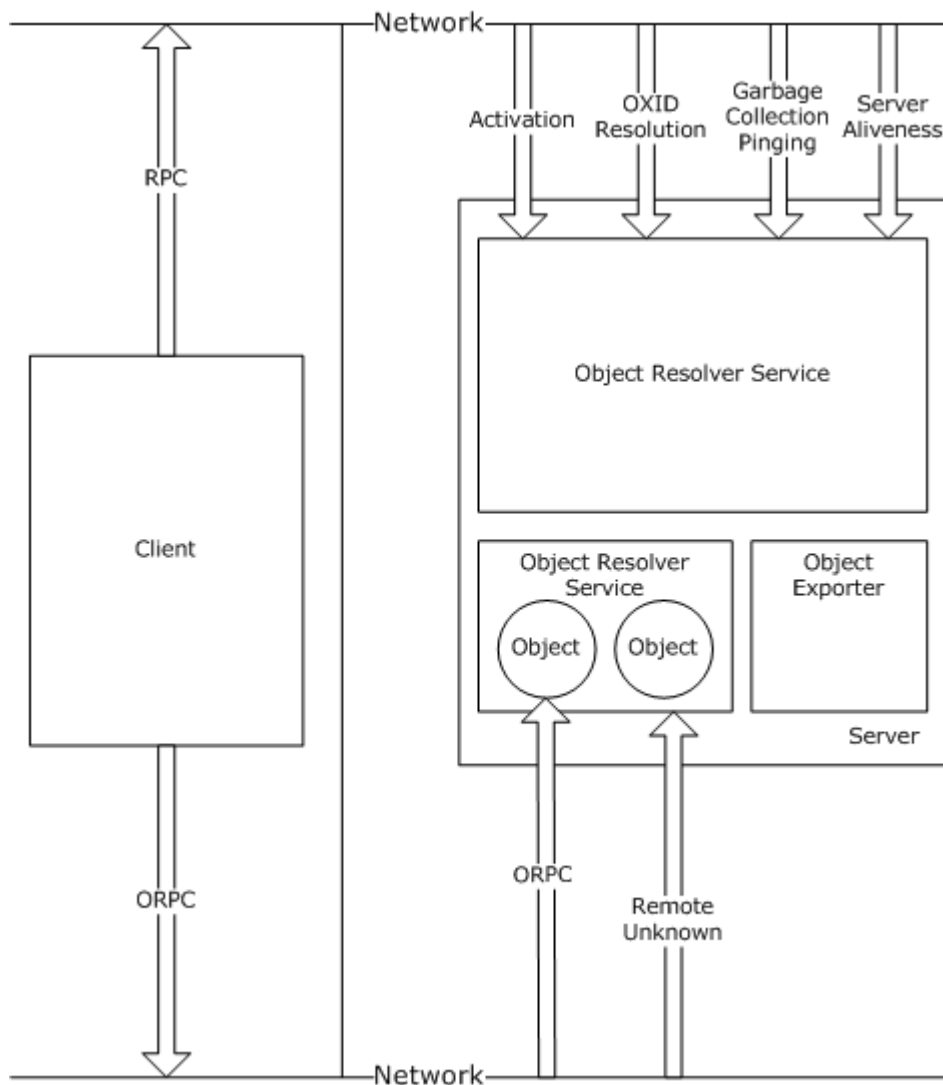 Network
Activation
OXID
Resolution
Garbage
Collection
Pinging
Server
Aliveness
RPC
Object Resolver Service
Client
Object Resolver
Service
Object
Object
Object
Exporter
Server
ORPC
ORPC
Remote
Unknown
Network